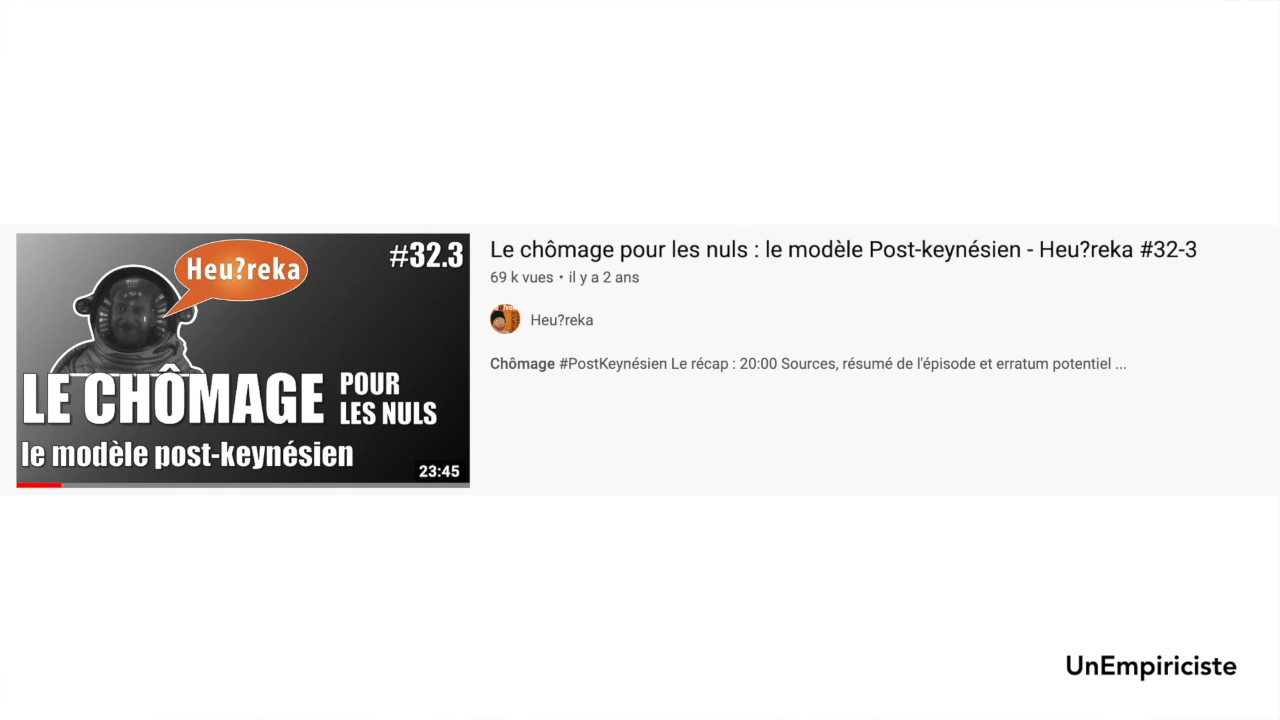 Heu?reka
#32.3
LE CHÔMAGE POUR LES NULS
le modèle post-keynésien
23:45
Le chômage pour les nuls : le modèle Post-keynésien - Heu?reka #32-3
69 k vues • il y a 2 ans
Heu?reka
Chômage #PostKeynésien Le récap : 20:00 Sources, résumé de l'épisode et erratum potentiel ...
UnEmpiriciste